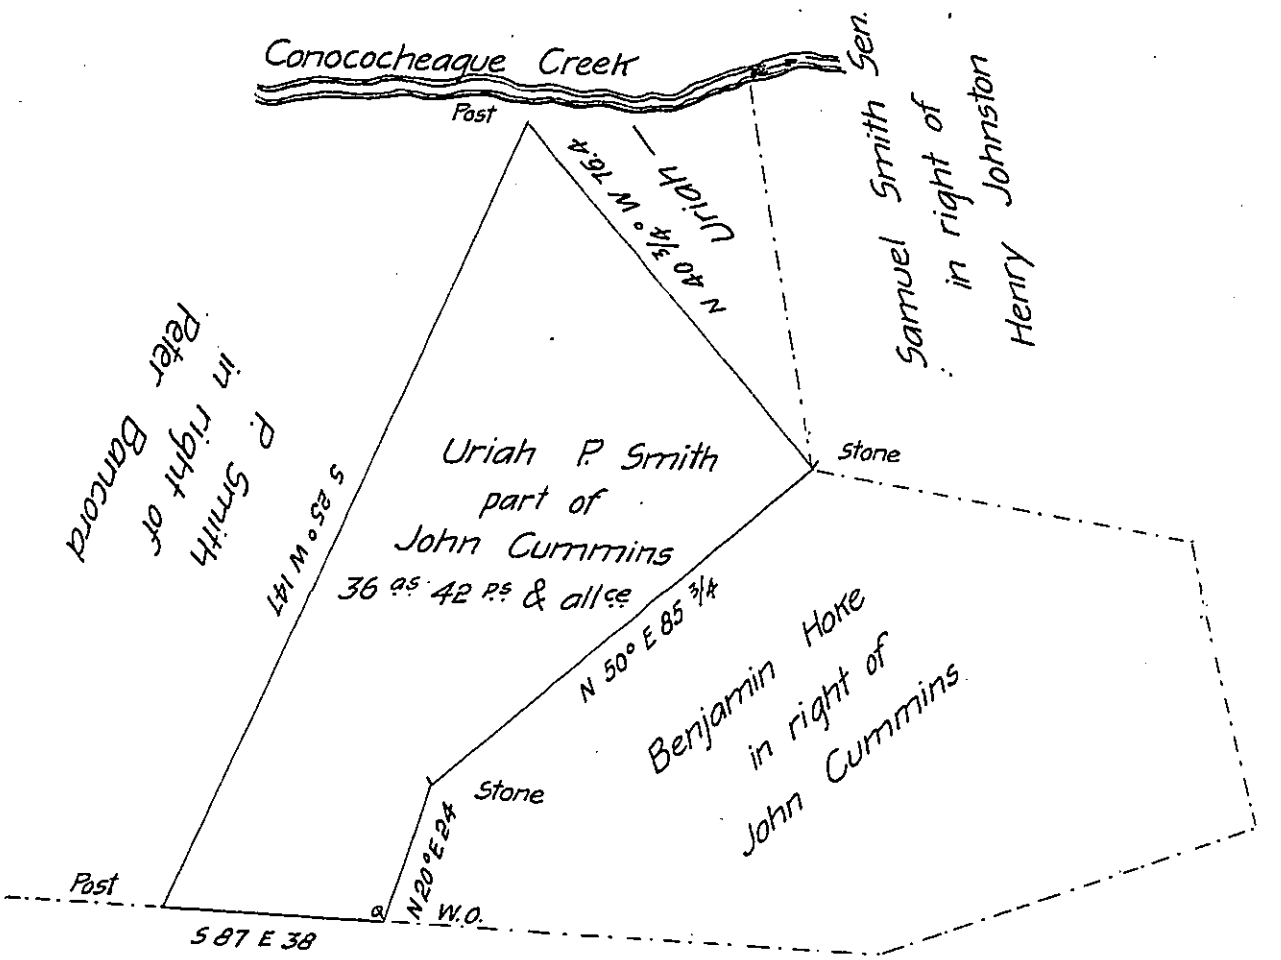 Conococheague Creek
Post
N 40 3/4° W 76.4
Uriah
Samuel Smith Sen.
in right of
Henry Johnston
P. Smith
in right of
Peter Bancord
S 25° W 147
Uriah P. Smith
part of
John Cummins
36 as 42 ps & allce
Stone
N 50° E 85 3/4
Benjamin Hoke
in right of
John Cummins
Stone
N 20° E 24
Post
a
W.O.
S 87 E 38